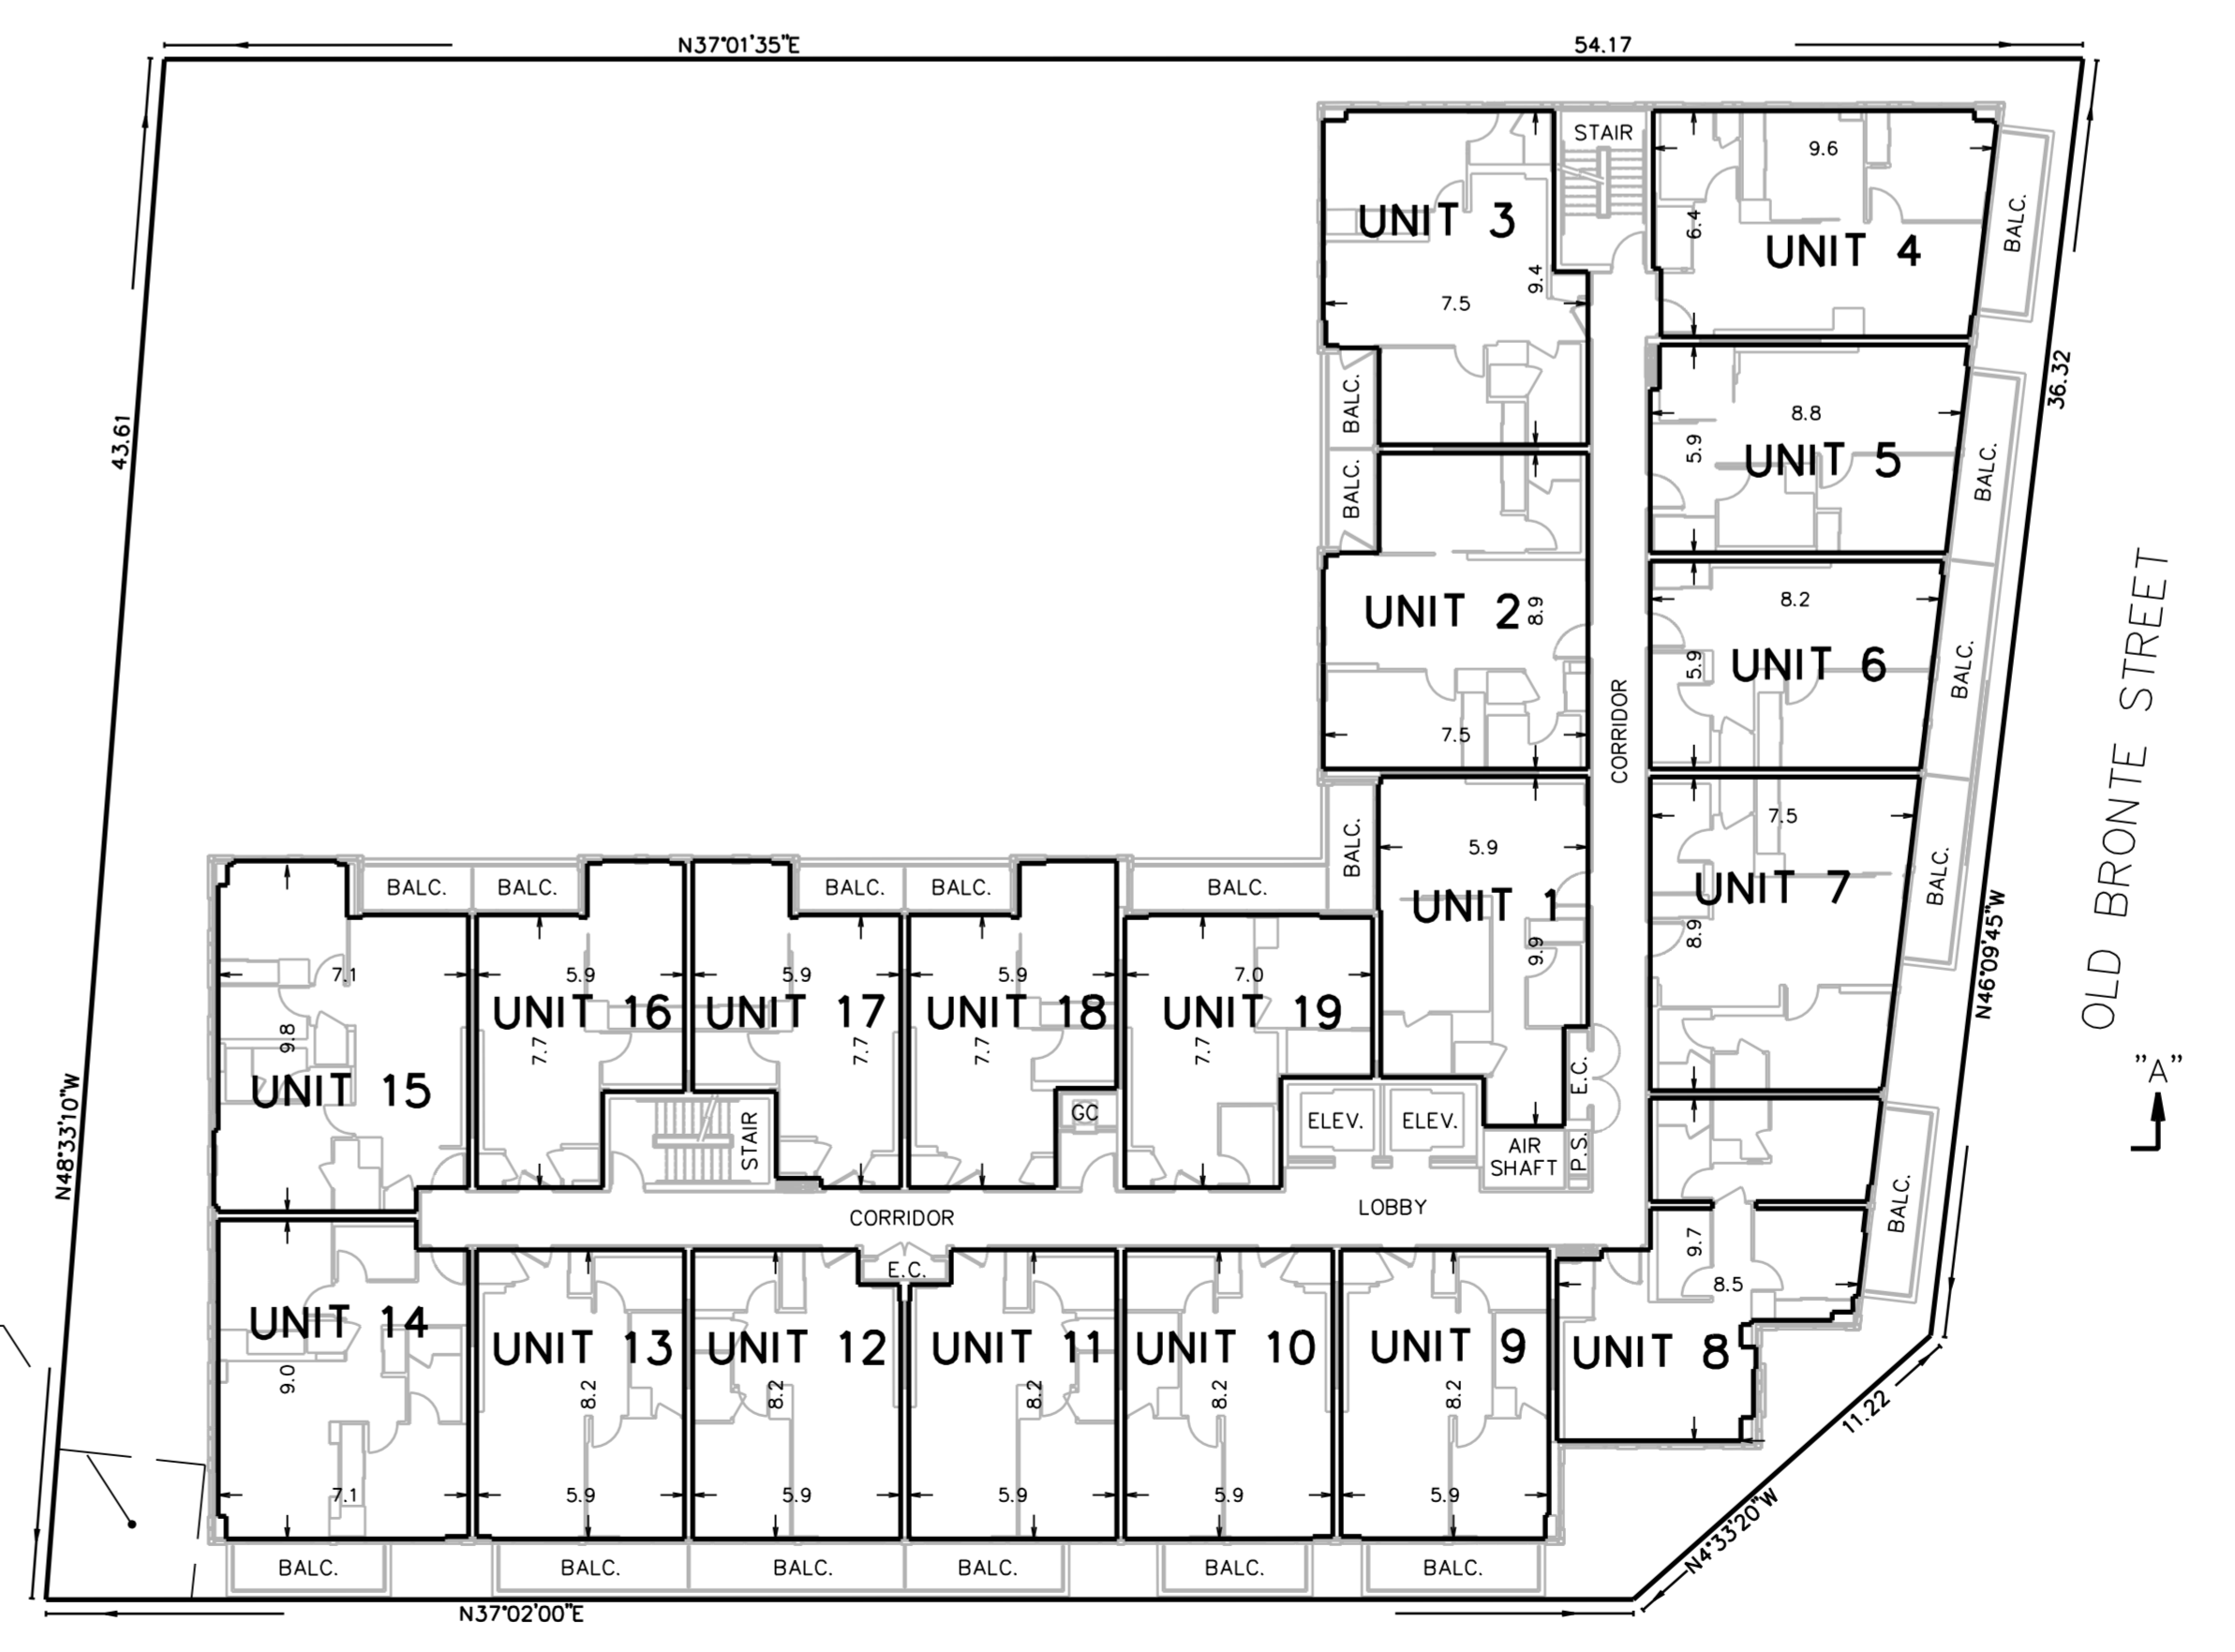 N37°01'35"E
54.17
STAIR
9.6
BALC.
UNIT 3
6.4
UNIT 4
9.4
7.5
43.61
36.32
BALC.
8.8
5.9
UNIT 5
BALC.
BALC.
UNIT 2
8.9
8.2
5.9
UNIT 6
BALC.
CORRIDOR
7.5
OLD BRONTE STREET
7.5
5.9
BALC.
UNIT 1
9.9
UNIT 7
8.9
BALC.
N46°09'45"W
BALC.
BALC.
BALC.
BALC.
BALC.
7.1
5.9
5.9
5.9
7.0
UNIT 16
UNIT 17
UNIT 18
UNIT 19
9.8
7.7
7.7
7.7
7.7
UNIT 15
E.C.
"A"
GC
ELEV.
ELEV.
STAIR
AIR
SHAFT
P.S.
N48°33'10"W
CORRIDOR
LOBBY
BALC.
9.7
8.5
E.C.
UNIT 14
UNIT 13
UNIT 12
UNIT 11
UNIT 10
UNIT 9
UNIT 8
9.0
8.2
8.2
8.2
8.2
8.2
11.22
7.1
5.9
5.9
5.9
5.9
5.9
N4°33'20"W
BALC.
BALC.
BALC.
BALC.
BALC.
BALC.
N37°02'00"E